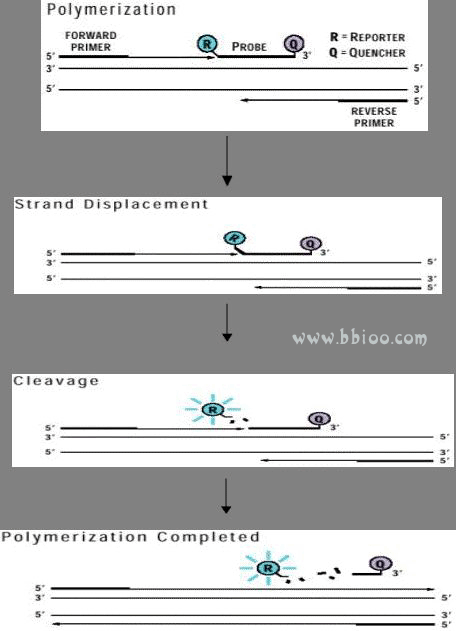 Polymerization
FORWARD PRIMER
R PROBE Q
R = REPORTER
Q = QUENCHER
5' 3'
3' 5'
5' 3'
5'
REVERSE PRIMER
Strand Displacement
R Q
5' 3'
3' 5'
5' 3'
5'
www.bbioo.com
Cleavage
R Q
5' 3'
3' 5'
5' 3'
5'
Polymerization Completed
R Q
3'
5'
3' 5'
5' 3'
5'